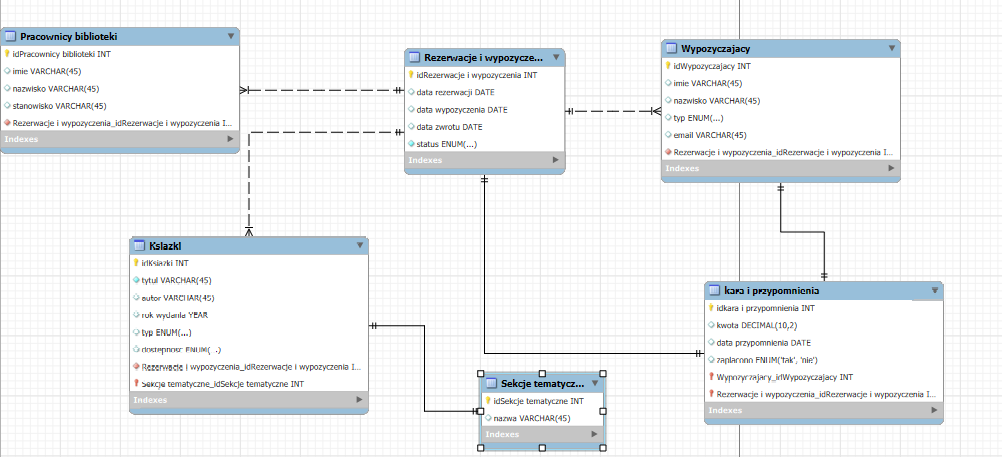 Pracownicy biblioteki
idPracownicy biblioteki INT
imie VARCHAR(45)
nazwisko VARCHAR(45)
stanowisko VARCHAR(45)
Rezerwacje i wypozyczenia_idRezerwacje i wypozyczenia I...
Indexes
Rezerwacje i wypozycze...
idRezerwacje i wypozyczenia INT
data rezerwacji DATE
data wypozyczenia DATE
data zwrotu DATE
status ENUM(...)
Indexes
Wypozyczajacy
idWypozyczajacy INT
imie VARCHAR(45)
nazwisko VARCHAR(45)
typ ENUM(...)
email VARCHAR(45)
Rezerwacje i wypozyczenia_idRezerwacje i wypozyczenia I...
Indexes
Ksiazki
idKsiazki INT
tytul VARCHAR(45)
autor VARCHAR(45)
rok wydania YEAR
typ ENUM(...)
dostepnosc ENUM(...)
Rezerwacje i wypozyczenia_idRezerwacje i wypozyczenia I...
Sekcje tematyczne_idSekcje tematyczne INT
Indexes
Sekcje tematycz...
idSekcje tematyczne INT
nazwa VARCHAR(45)
Indexes
kara i przypomnienia
idkara i przypomnienia INT
kwota DECIMAL(10,2)
data przypomnienia DATE
zaplacono ENUM('tak', 'nie')
Wypozyczajacy_idWypozyczajacy INT
Rezerwacje i wypozyczenia_idRezerwacje i wypozyczenia I...
Indexes